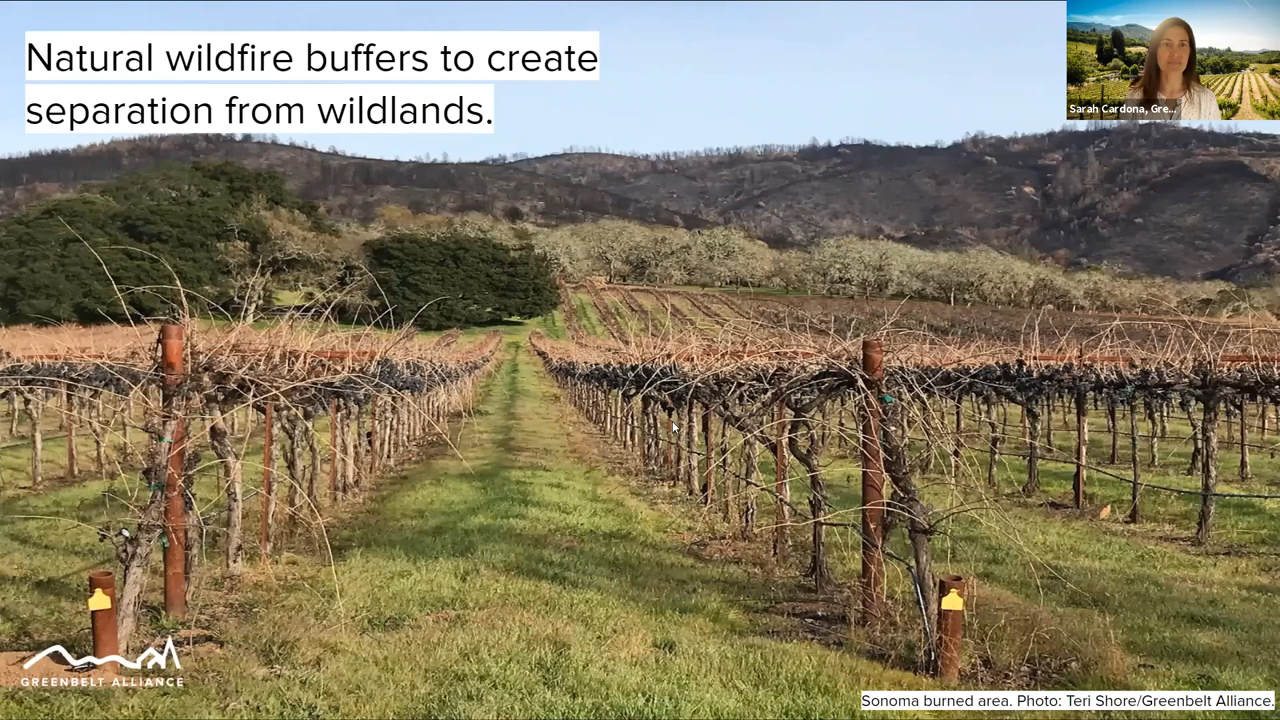 Natural wildfire buffers to create
separation from wildlands.
Sarah Cardona, Gre...
GREENBELT ALLIANCE
Sonoma burned area. Photo: Teri Shore/Greenbelt Alliance.